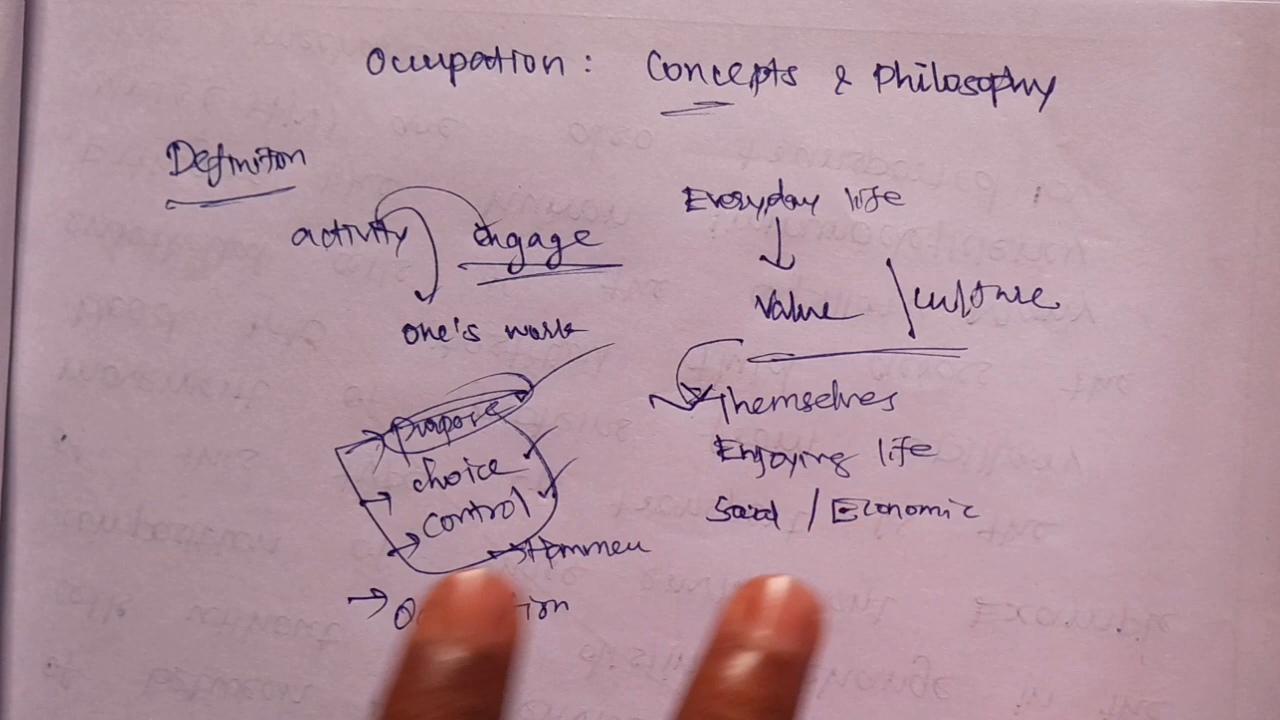 Occupation: Concepts & Philosophy
Definiton
activity engage
one's work
purpose
choice
control
Everyday life
value / culture
themselves
Enjoying life
Social / Economic